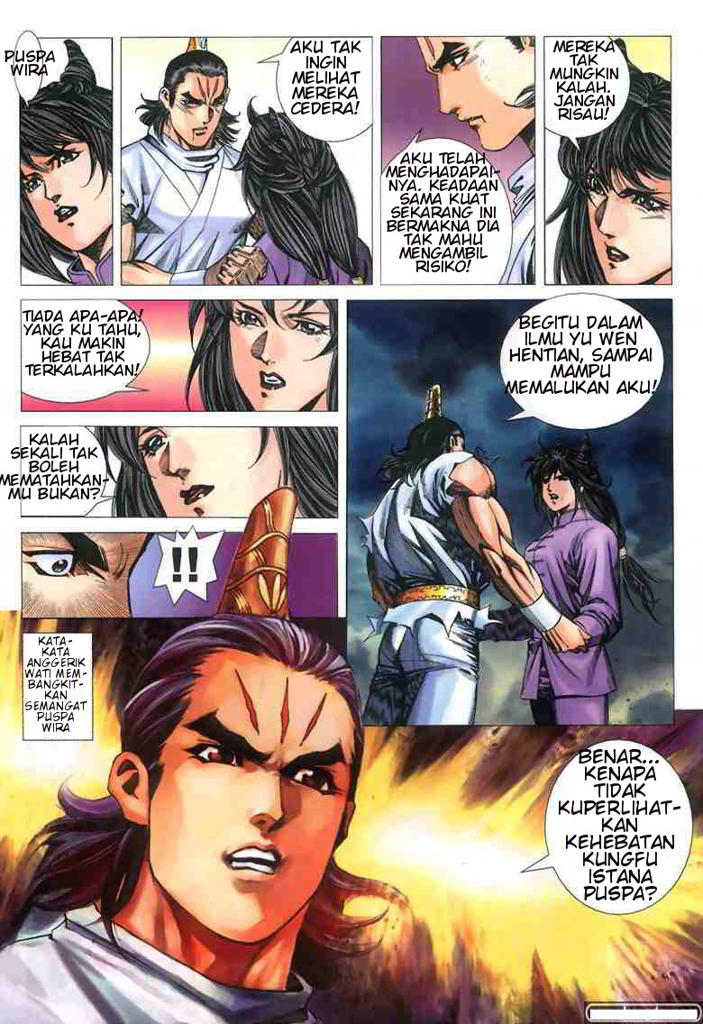 PUSPA
WIRA
AKU TAK
INGIN
MELIHAT
MEREKA
CEDERA!
AKU TELAH
MENGHADAPAI-
NYA. KEADAAN
SAMA KUAT
SEKARANG INI
BERMAKNA DIA
TAK MAHU
MENGAMBIL
RISIKO!
MEREKA
TAK
MUNGKIN
KALAH.
JANGAN
RISAU!
TIADA APA-APA!
YANG KU TAHU,
KAU MAKIN
HEBAT TAK
TERKALAHKAN!
BEGITU DALAM
ILMU YU WEN
HENTIAN, SAMPAI
MAMPU
MEMALUKAN AKU!
KALAH
SEKALI TAK
BOLEH
MEMATAHKAN-
MU BUKAN?
!!
KATA-
KATA
ANGGERIK
WATI MEM-
BANGKIT-
KAN
SEMANGAT
PUSPA
WIRA
BENAR...
KENAPA
TIDAK
KUPERLIHAT-
KAN
KEHEBATAN
KUNGFU
ISTANA
PUSPA?